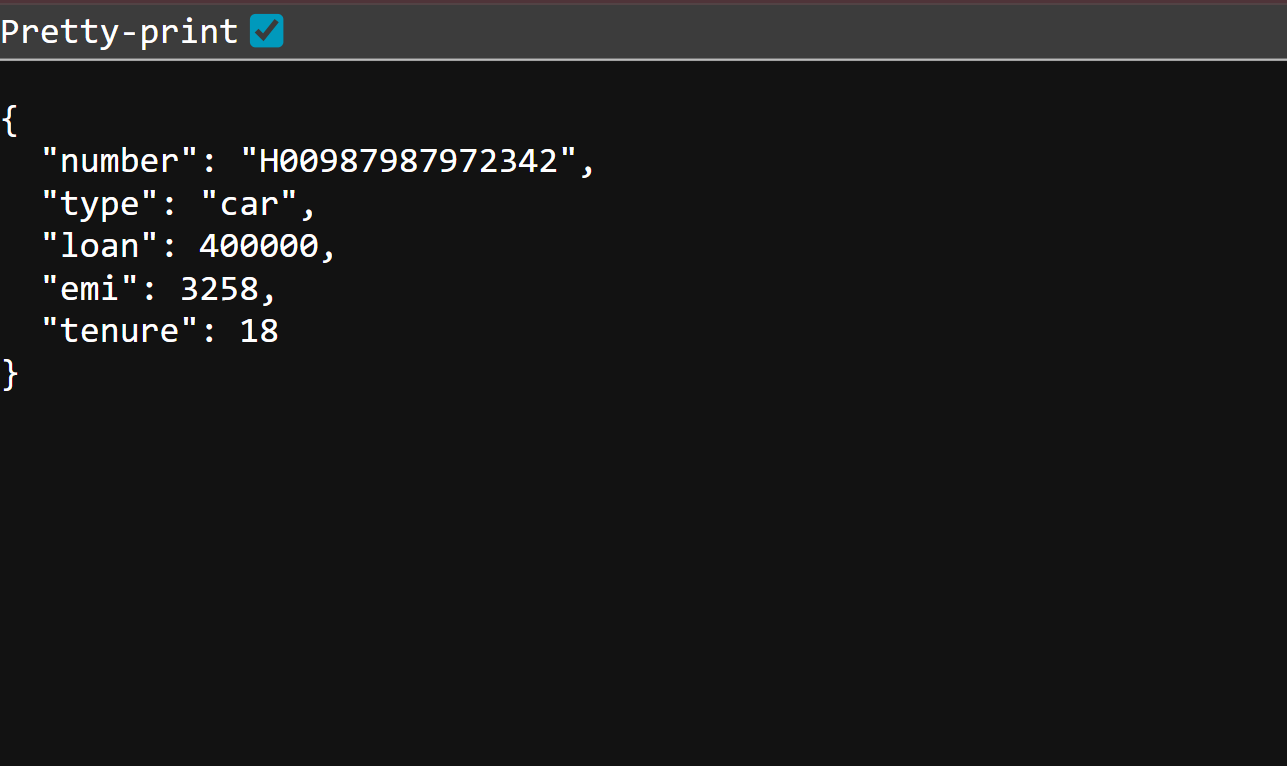 Pretty-print
{
  "number": "H00987987972342",
  "type": "car",
  "loan": 400000,
  "emi": 3258,
  "tenure": 18
}